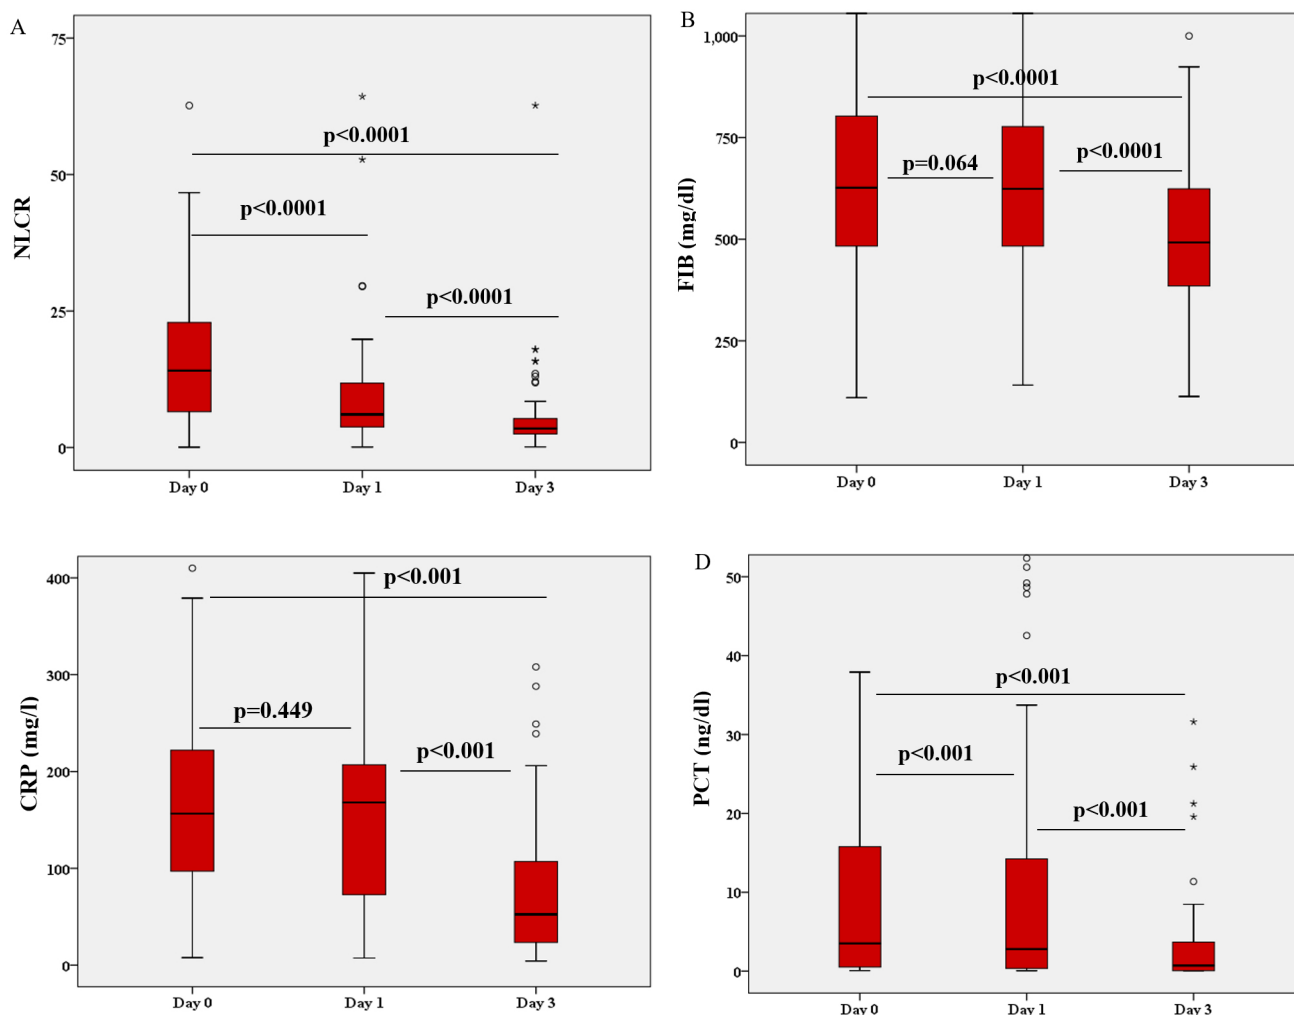 A
75
50
25
0
NLCR
p<0.0001
p<0.0001
p<0.0001
Day 0 Day 1 Day 3
B
1,000
750
500
250
0
FIB (mg/dl)
p<0.0001
p=0.064 p<0.0001
Day 0 Day 1 Day 3
400
300
200
100
0
CRP (mg/l)
p<0.001
p=0.449
p<0.001
Day 0 Day 1 Day 3
D
50
40
30
20
10
0
PCT (ng/dl)
p<0.001
p<0.001
p<0.001
Day 0 Day 1 Day 3